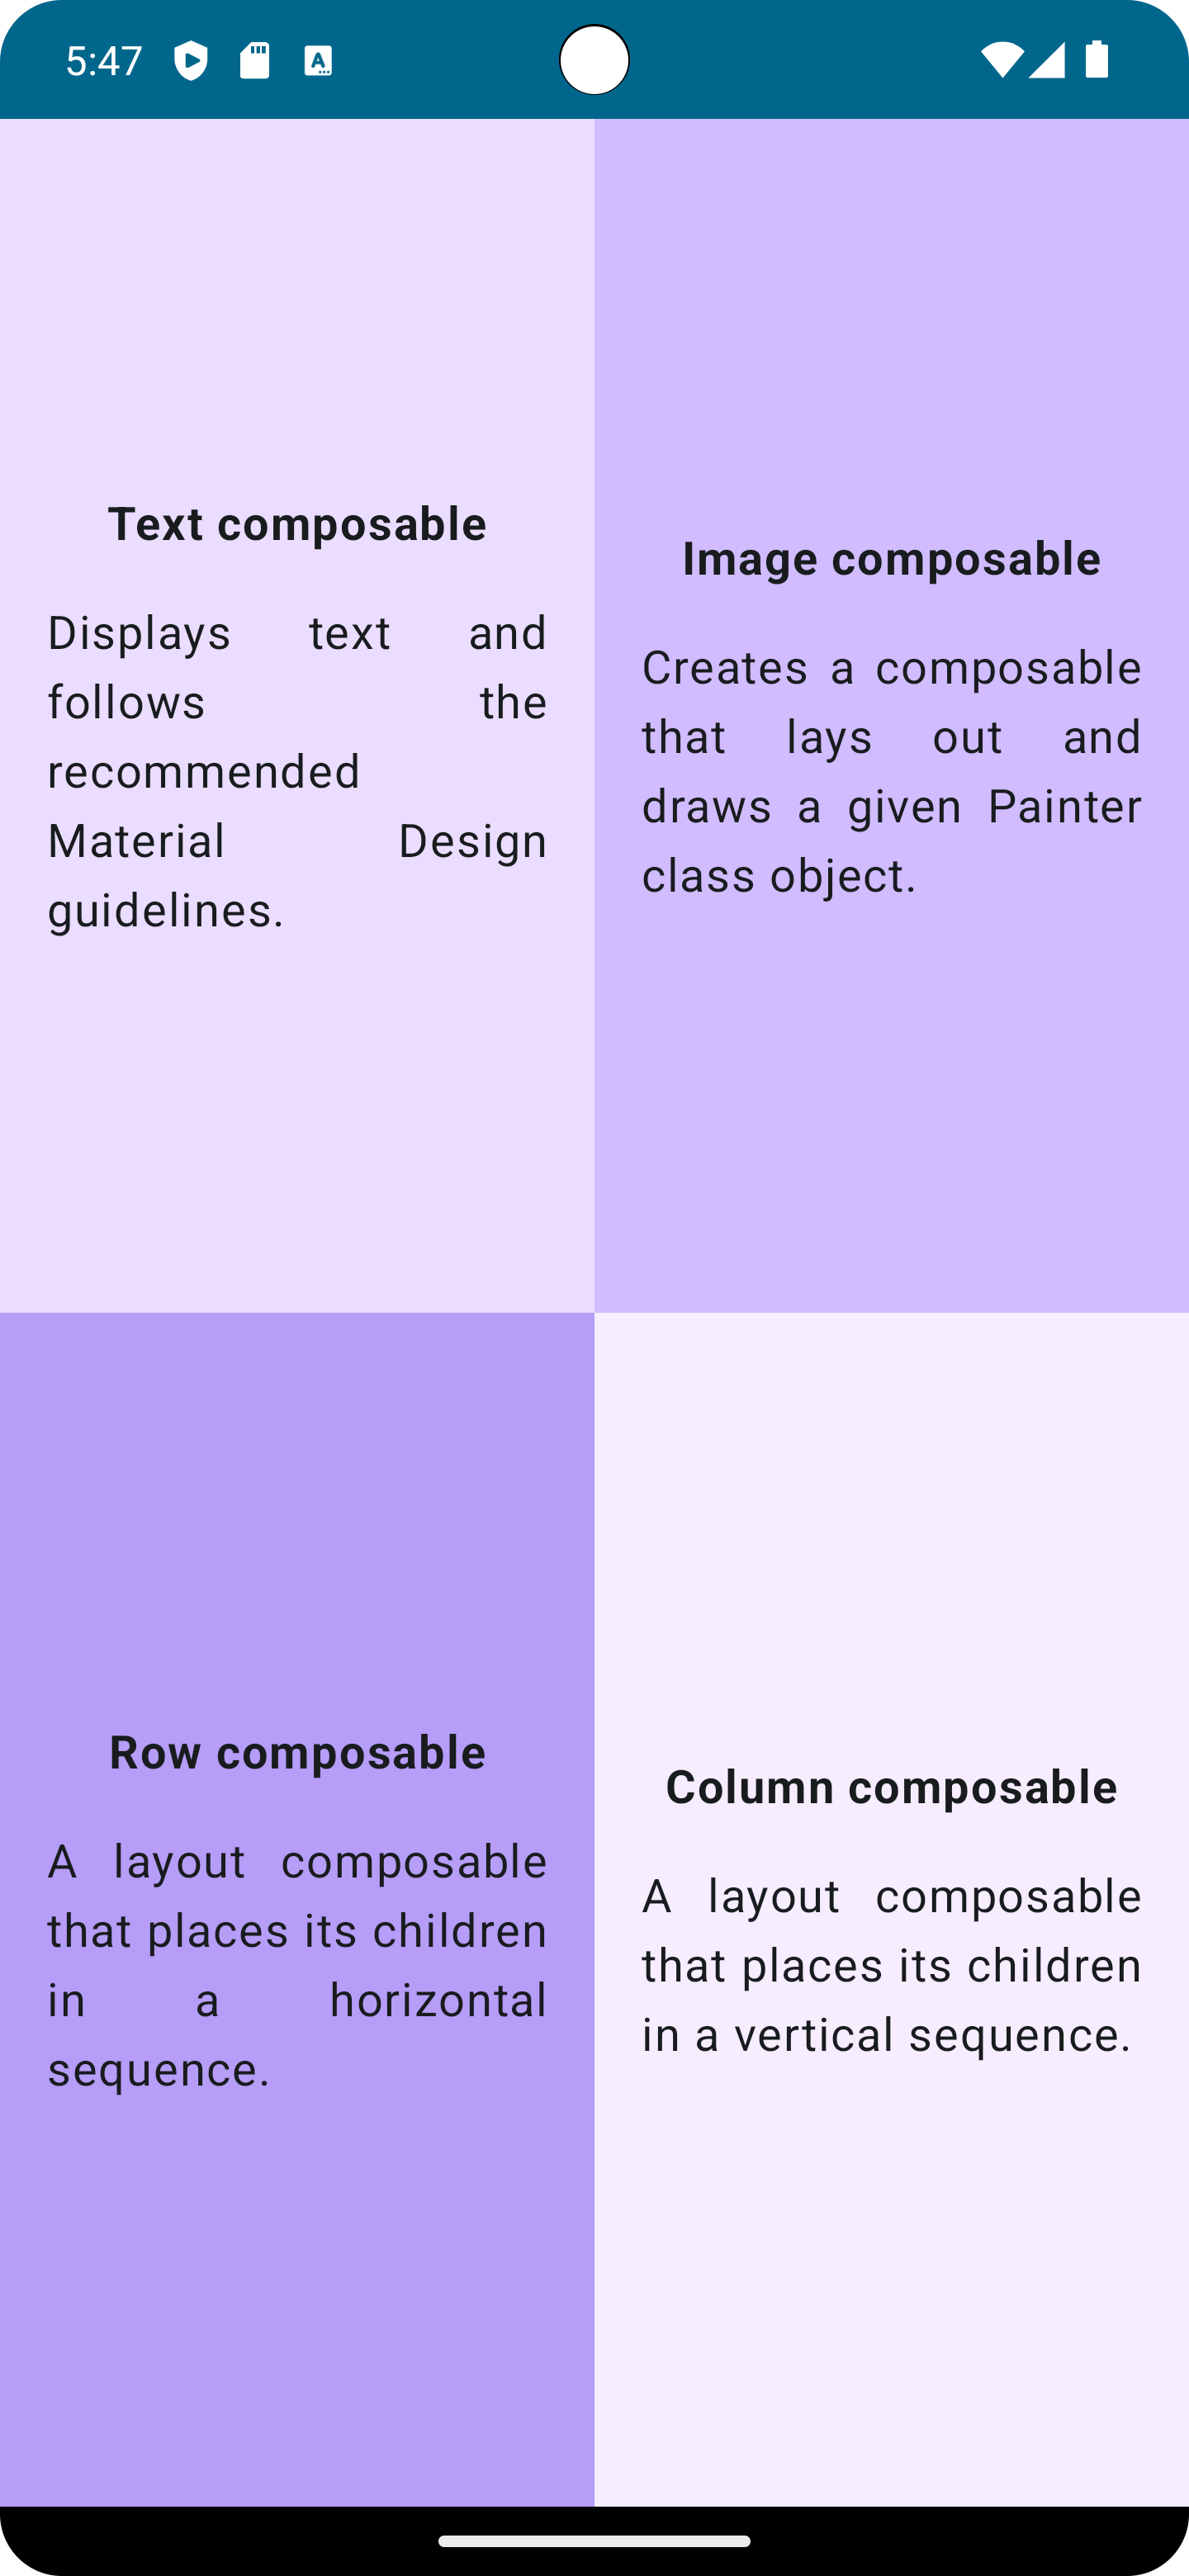 5:47
Text composable
Displays text and
follows the
recommended
Material Design
guidelines.
Image composable
Creates a composable
that lays out and
draws a given Painter
class object.
Row composable
A layout composable
that places its children
in a horizontal
sequence.
Column composable
A layout composable
that places its children
in a vertical sequence.